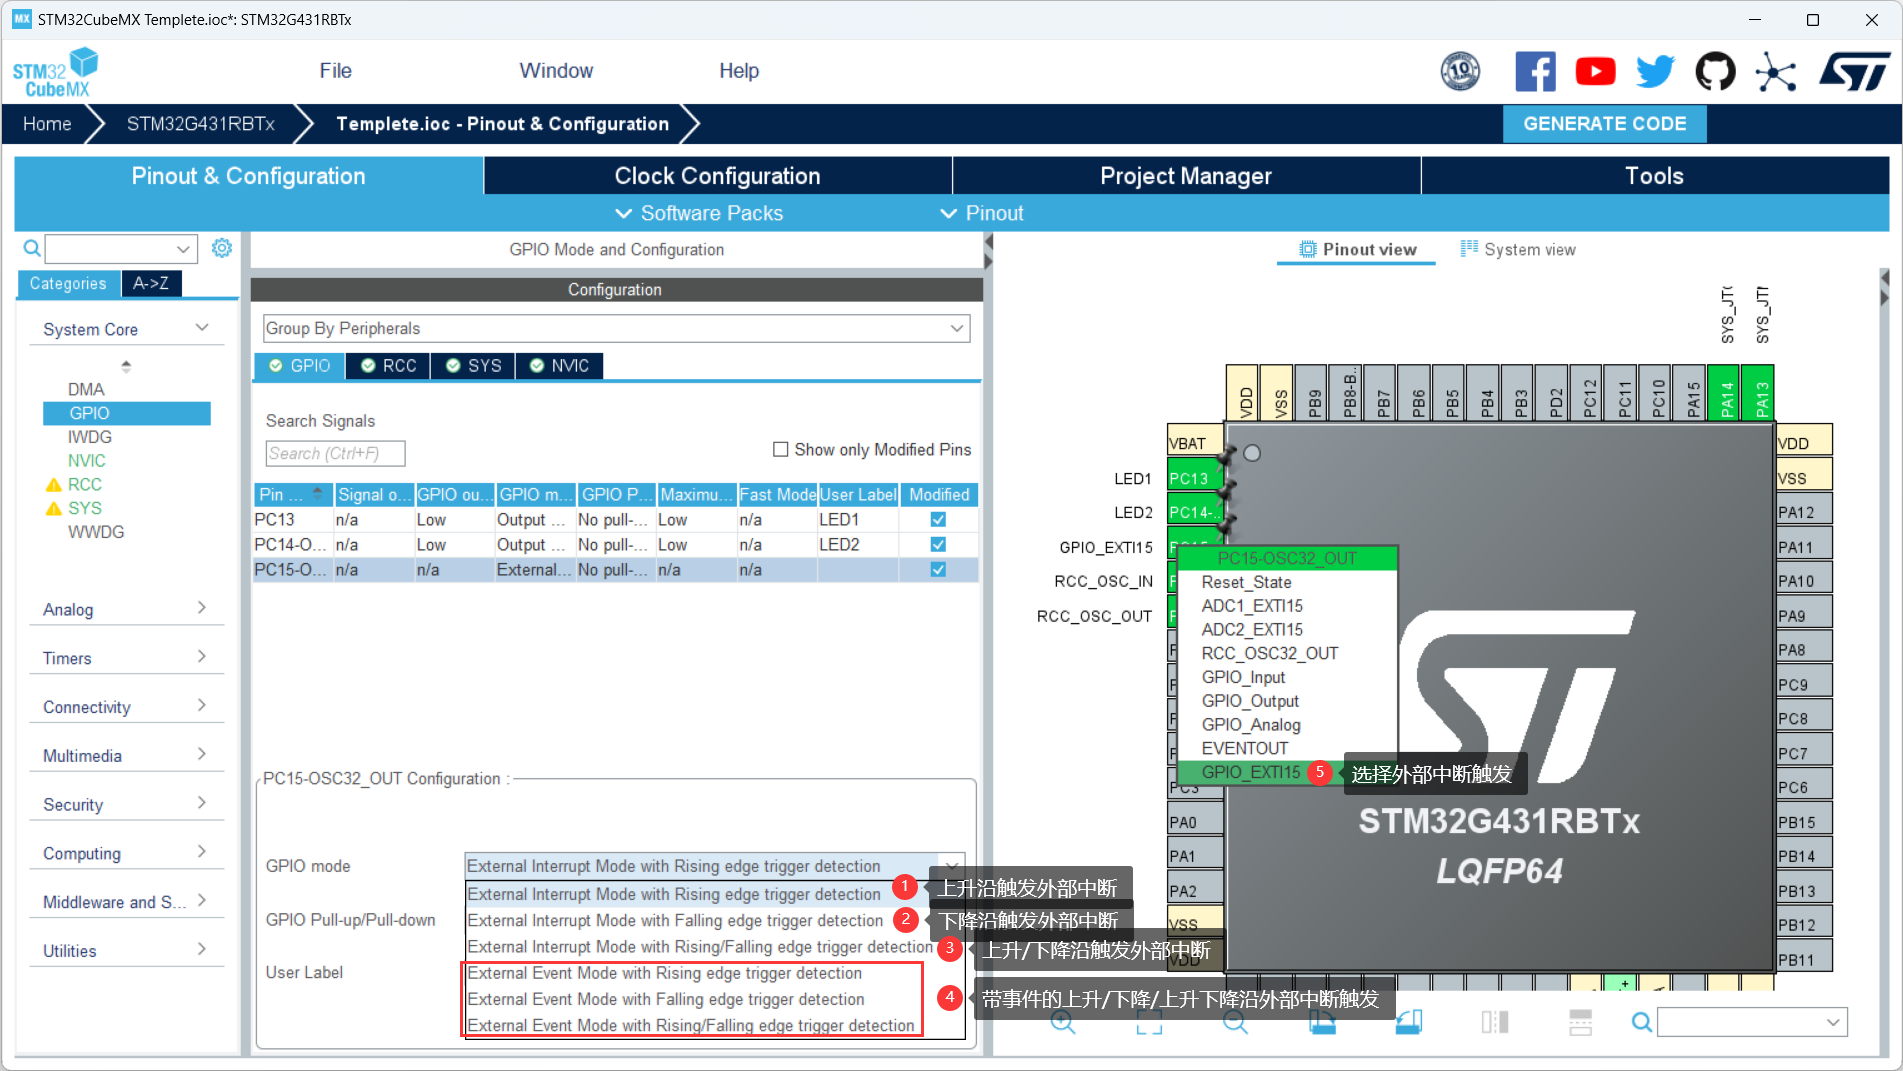 STM32CubeMX Templete.ioc*: STM32G431RBTx
STM32
CubeMX
File
Window
Help
10
Home
STM32G431RBTx
Templete.ioc - Pinout & Configuration
GENERATE CODE
Pinout & Configuration
Clock Configuration
Project Manager
Tools
Software Packs
Pinout
Categories
A->Z
System Core
DMA
GPIO
IWDG
NVIC
RCC
SYS
WWDG
Analog
Timers
Connectivity
Multimedia
Security
Computing
Middleware and S...
Utilities
GPIO Mode and Configuration
Configuration
Group By Peripherals
GPIO
RCC
SYS
NVIC
Search Signals
Search (Ctrl+F)
Show only Modified Pins
Pin ... Signal o... GPIO ou... GPIO m... GPIO P... Maximu... Fast Mode User Label Modified
PC13 n/a Low Output ... No pull-... Low n/a LED1
PC14-O... n/a Low Output ... No pull-... Low n/a LED2
PC15-O... n/a n/a External... No pull-... n/a n/a
PC15-OSC32_OUT Configuration :
GPIO mode
External Interrupt Mode with Rising edge trigger detection
External Interrupt Mode with Rising edge trigger detection
1 上升沿触发外部中断
GPIO Pull-up/Pull-down
External Interrupt Mode with Falling edge trigger detection
2 下降沿触发外部中断
External Interrupt Mode with Rising/Falling edge trigger detection
3 上升/下降沿触发外部中断
User Label
External Event Mode with Rising edge trigger detection
External Event Mode with Falling edge trigger detection
External Event Mode with Rising/Falling edge trigger detection
4 带事件的上升/下降/上升下降沿外部中断触发
Pinout view
System view
SYS_JT
SYS_JT
VDD
VSS
PB9
PB8-B..
PB7
PB6
PB5
PB4
PB3
PD2
PC12
PC11
PC10
PA15
PA14
PA13
VBAT
LED1
PC13
LED2
PC14-..
GPIO_EXTI15
RCC_OSC_IN
RCC_OSC_OUT
PC15-OSC32_OUT
Reset_State
ADC1_EXTI15
ADC2_EXTI15
RCC_OSC32_OUT
GPIO_Input
GPIO_Output
GPIO_Analog
EVENTOUT
GPIO_EXTI15
5 选择外部中断触发
PC3
PA0
PA1
PA2
VSS
VDD
STM32G431RBTx
LQFP64
VDD
VSS
PA12
PA11
PA10
PA9
PA8
PC9
PC8
PC7
PC6
PB15
PB14
PB13
PB12
PB11